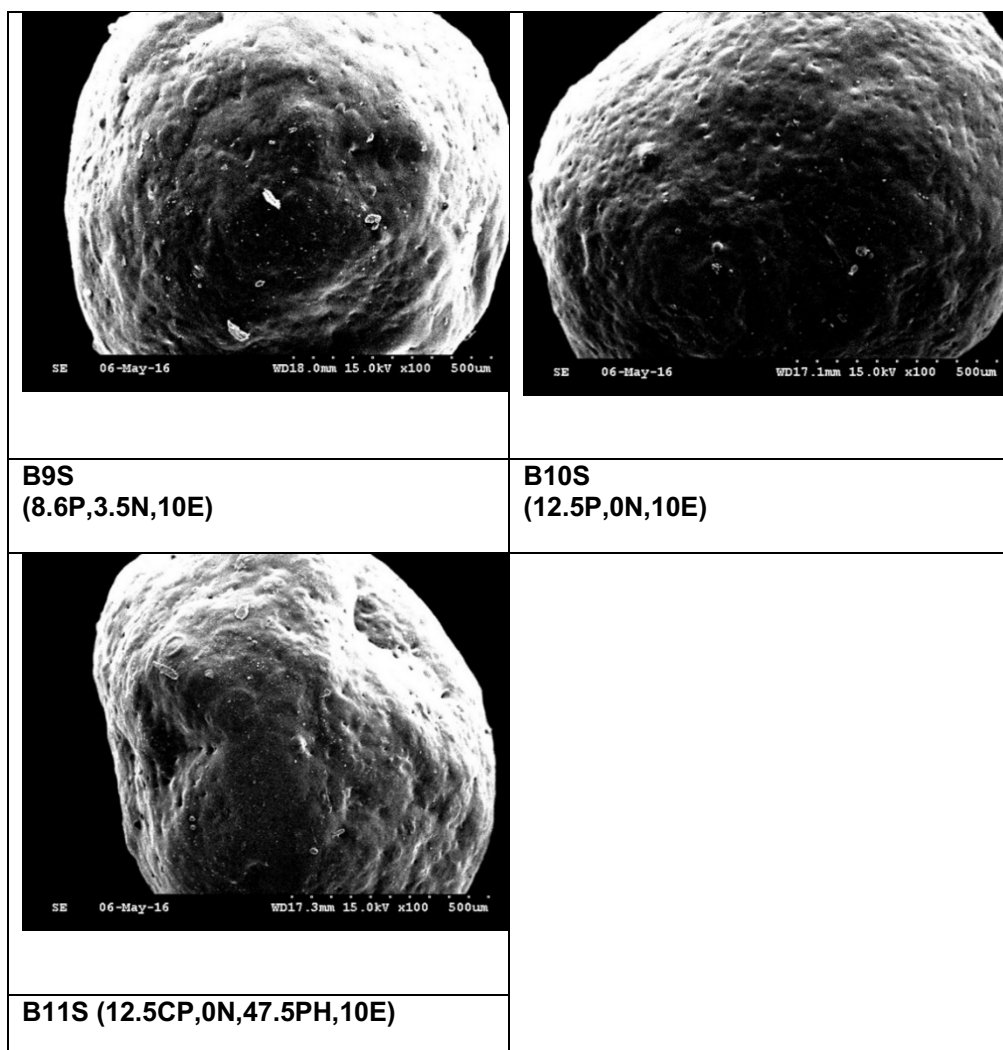 SE 06-May-16 WD18.0mm 15.0kV x100 500um
SE 06-May-16 WD17.1mm 15.0kV x100 500um
B9S
(8.6P,3.5N,10E)
B10S
(12.5P,0N,10E)
SE 06-May-16 WD17.3mm 15.0kV x100 500um
B11S (12.5CP,0N,47.5PH,10E)